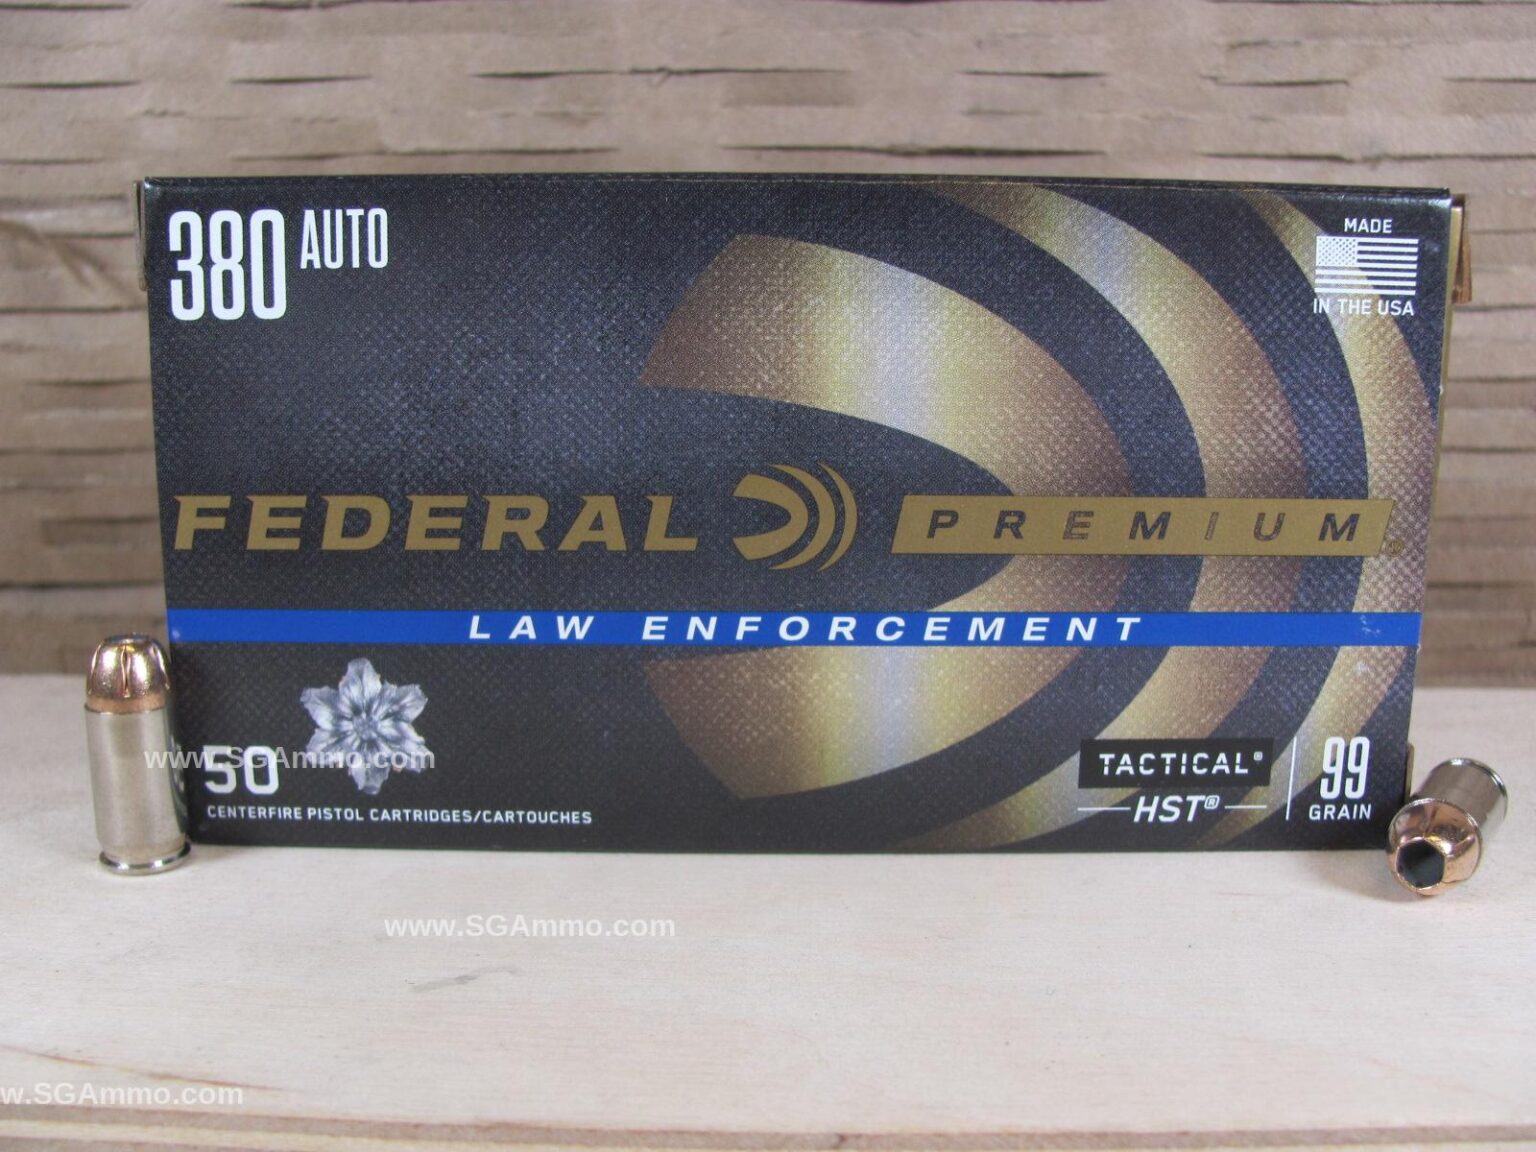 380 AUTO
MADE
IN THE USA
FEDERAL PREMIUM®
LAW ENFORCEMENT
50
CENTERFIRE PISTOL CARTRIDGES/CARTOUCHES
TACTICAL®
HST®
99
GRAIN
www.SGAmmo.com
www.SGAmmo.com
w.SGAmmo.com